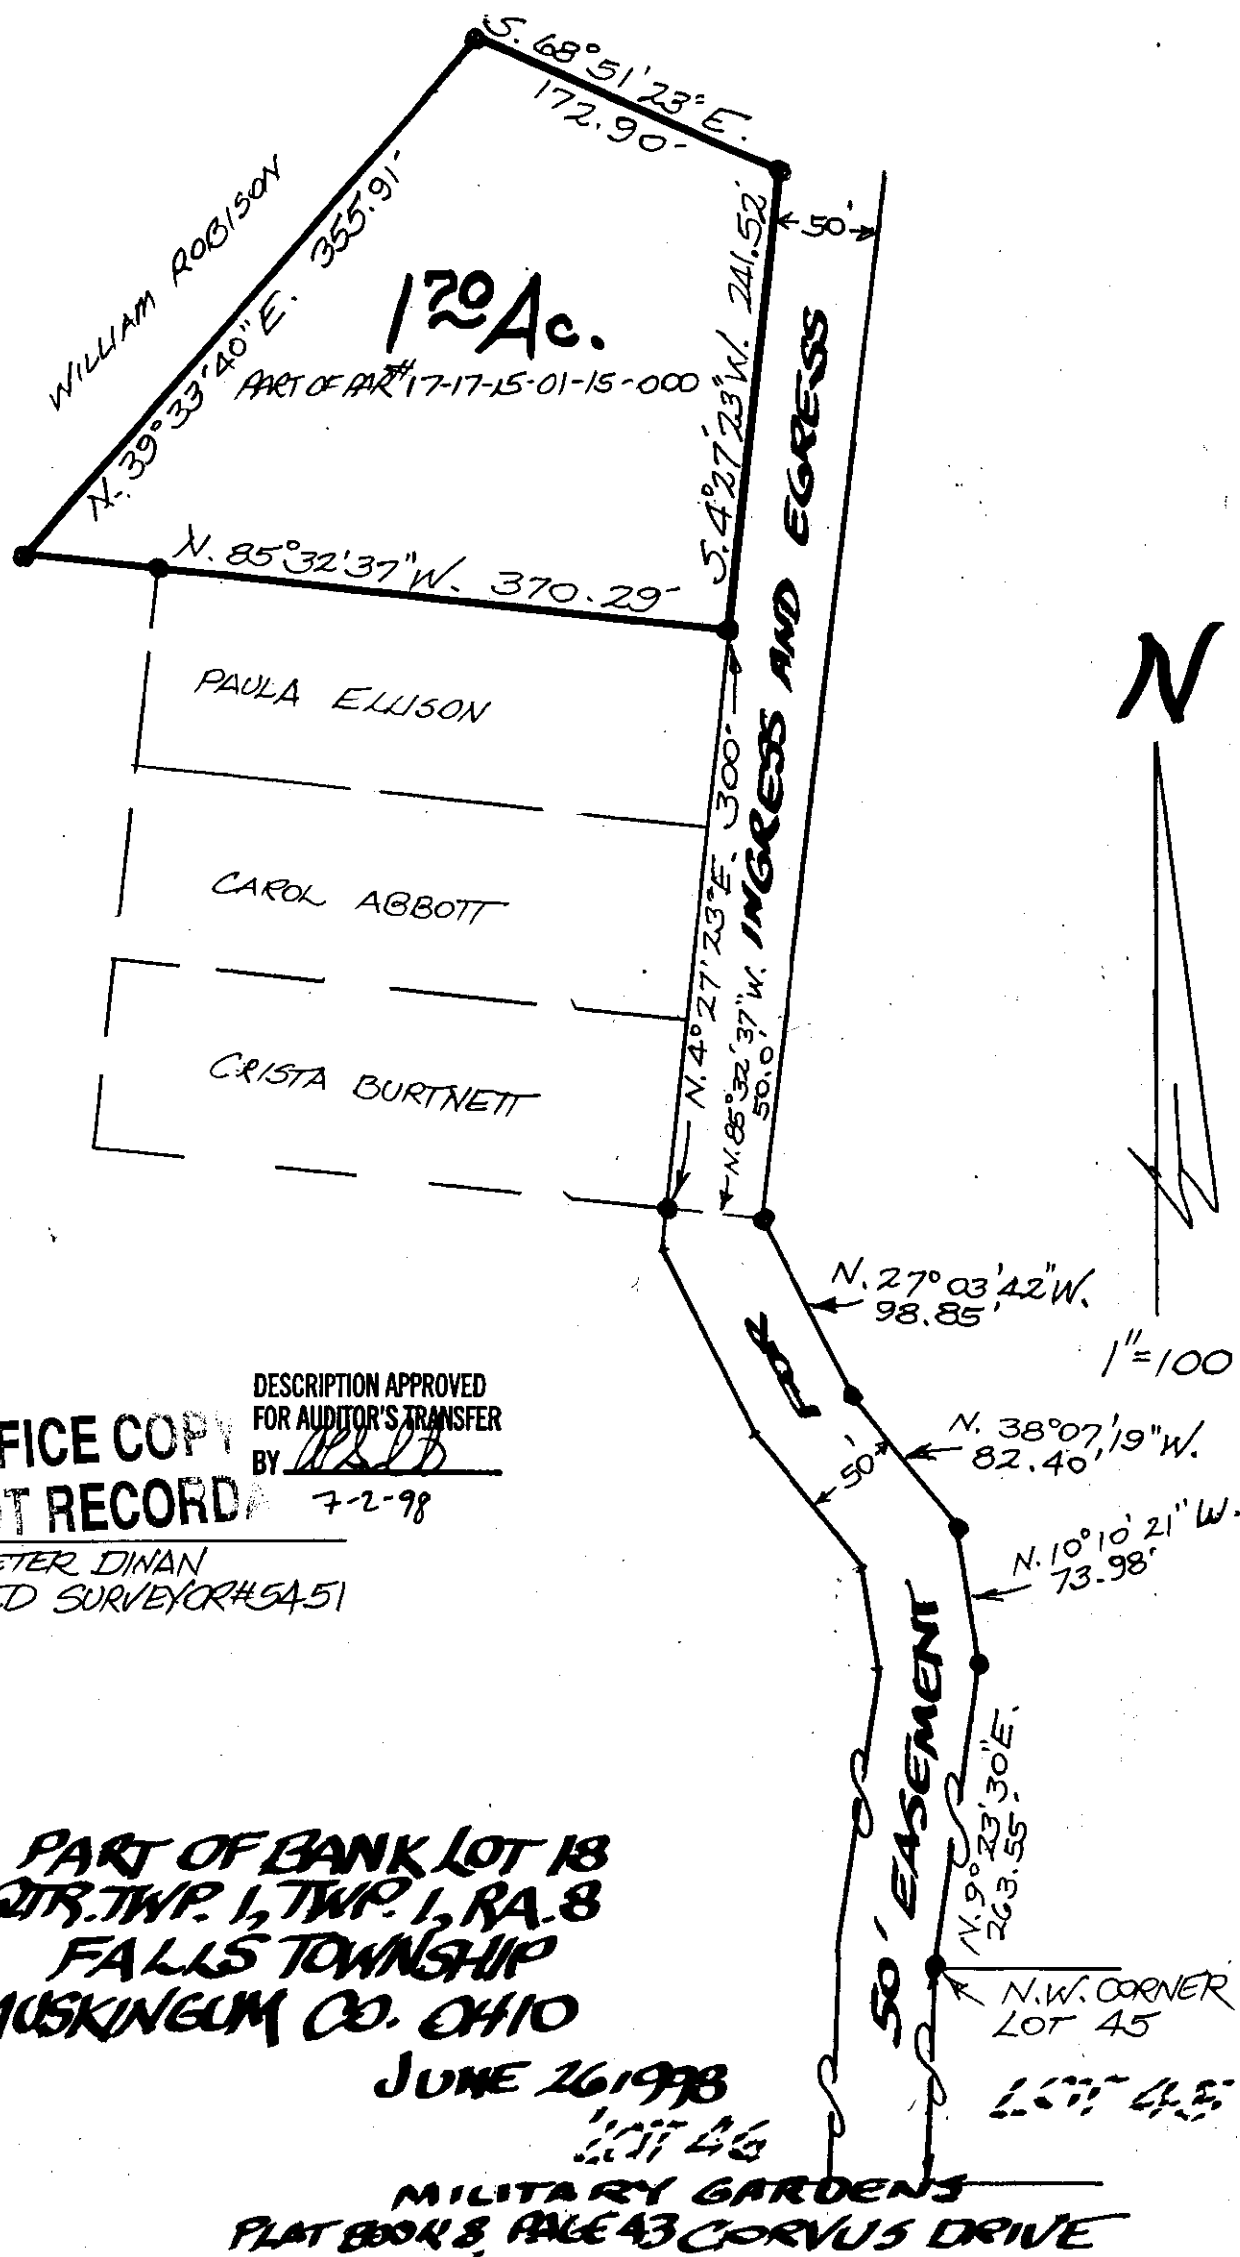 S. 68°51'23" E.
172.90'
WILLIAM ROBISON
N. 39°33'40" E. 355.91'
1 70 Ac.
PART OF PAR# 17-17-15-01-15-000
S. 4°27'23" W. 241.52'
50'
N. 85°32'37" W. 370.29'
PAULA ELLISON
CAROL ABBOTT
CRISTA BURTNETT
N. 4°27'23" E. 300'
N. 85°32'37" W.
50.0'
INGRESS AND EGRESS
N
1"=100
N. 27°03'42" W.
98.85'
FOR
N. 38°07'19" W.
82.40'
50'
N. 10°10'21" W.
73.98'
DESCRIPTION APPROVED
FOR AUDITOR'S TRANSFER
BY
7-2-98
FICE COPY
T RECORDA
ETER DINAN
ED SURVEYOR #5451
50' EASEMENT
N. 9°23'30" E.
263.55'
N.W. CORNER
LOT 45
LOT 45
PART OF BANK LOT 18
QTR. TWP. 1, TWP. 1, RA. 8
FALLS TOWNSHIP
MUSKINGUM CO. OHIO
JUNE 26 1998
LOT 46
MILITARY GARDENS
PLAT BOOK 8, PAGE 43 CORVUS DRIVE